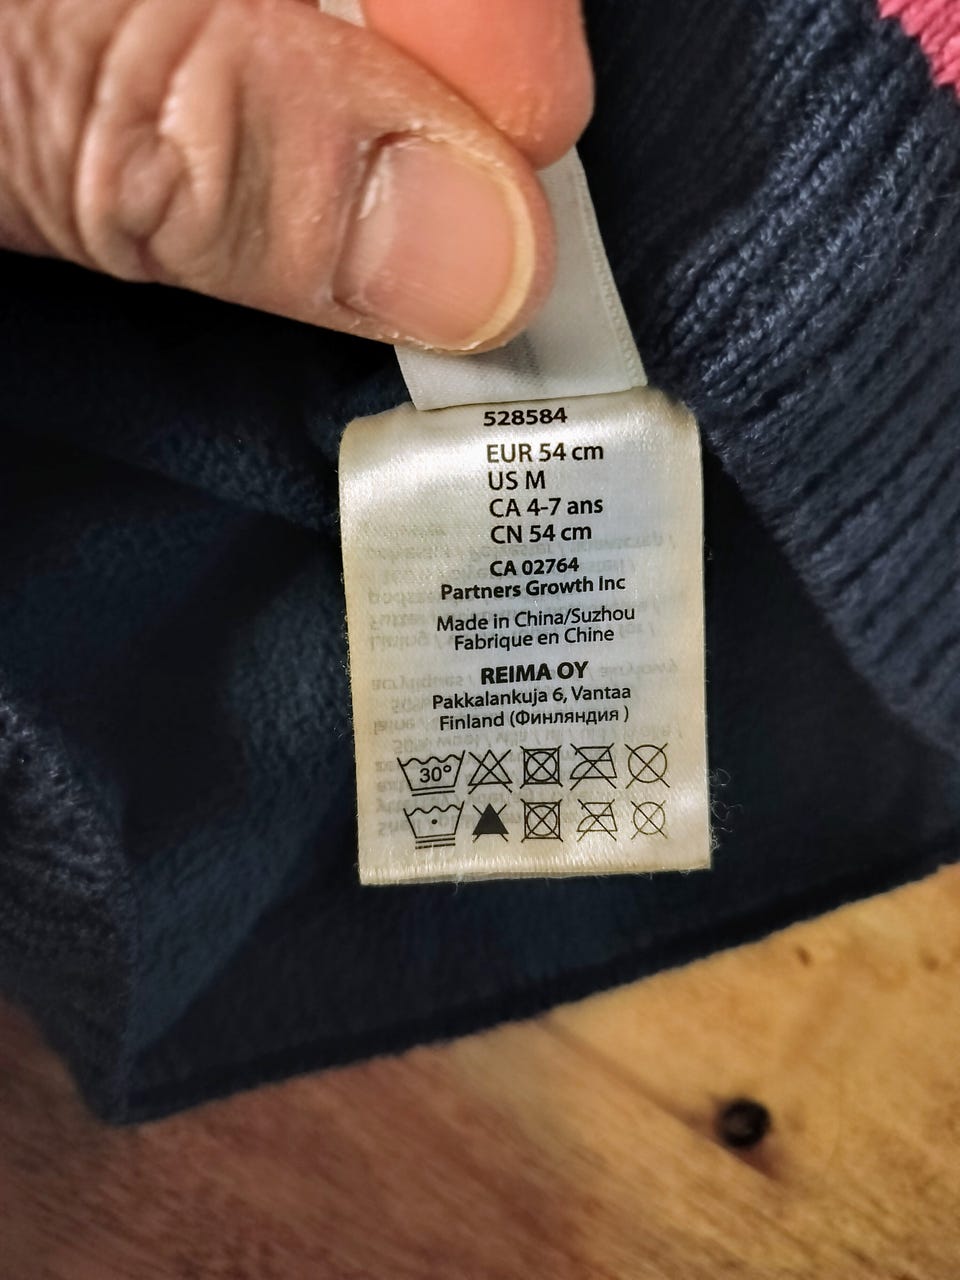 528584
EUR 54 cm
US M
CA 4-7 ans
CN 54 cm
CA 02764
Partners Growth Inc
Made in China/Suzhou
Fabrique en Chine
REIMA OY
Pakkalankuja 6, Vantaa
Finland (Финляндия )
30°